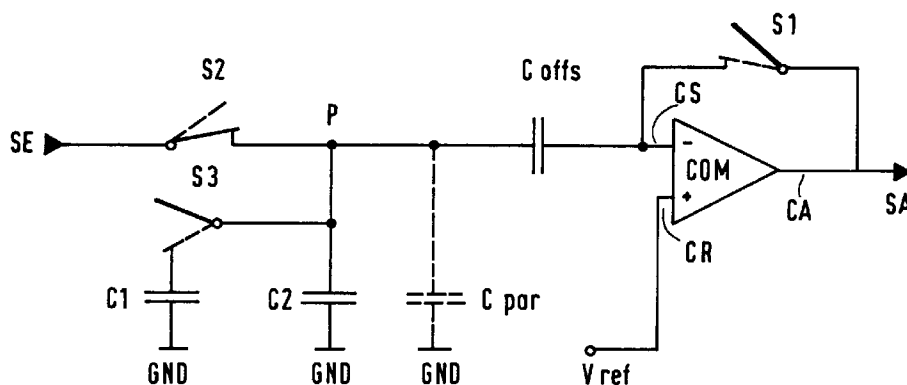 S1
S2
C offs
P
CS
SE
−
COM
S3
+
CA
SA
CR
C1
C2
C par
GND
GND
GND
V ref